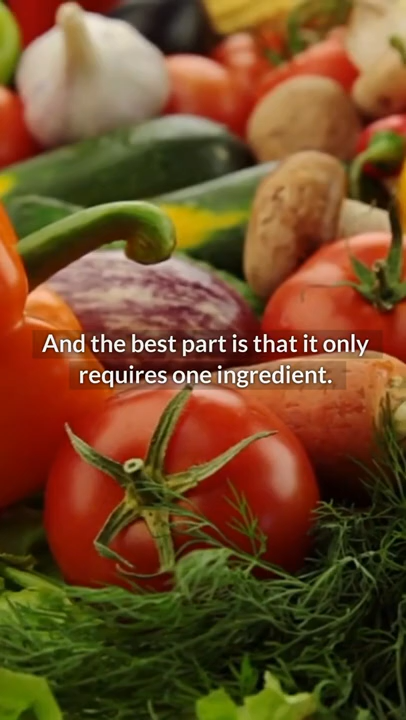 And the best part is that it only
requires one ingredient.